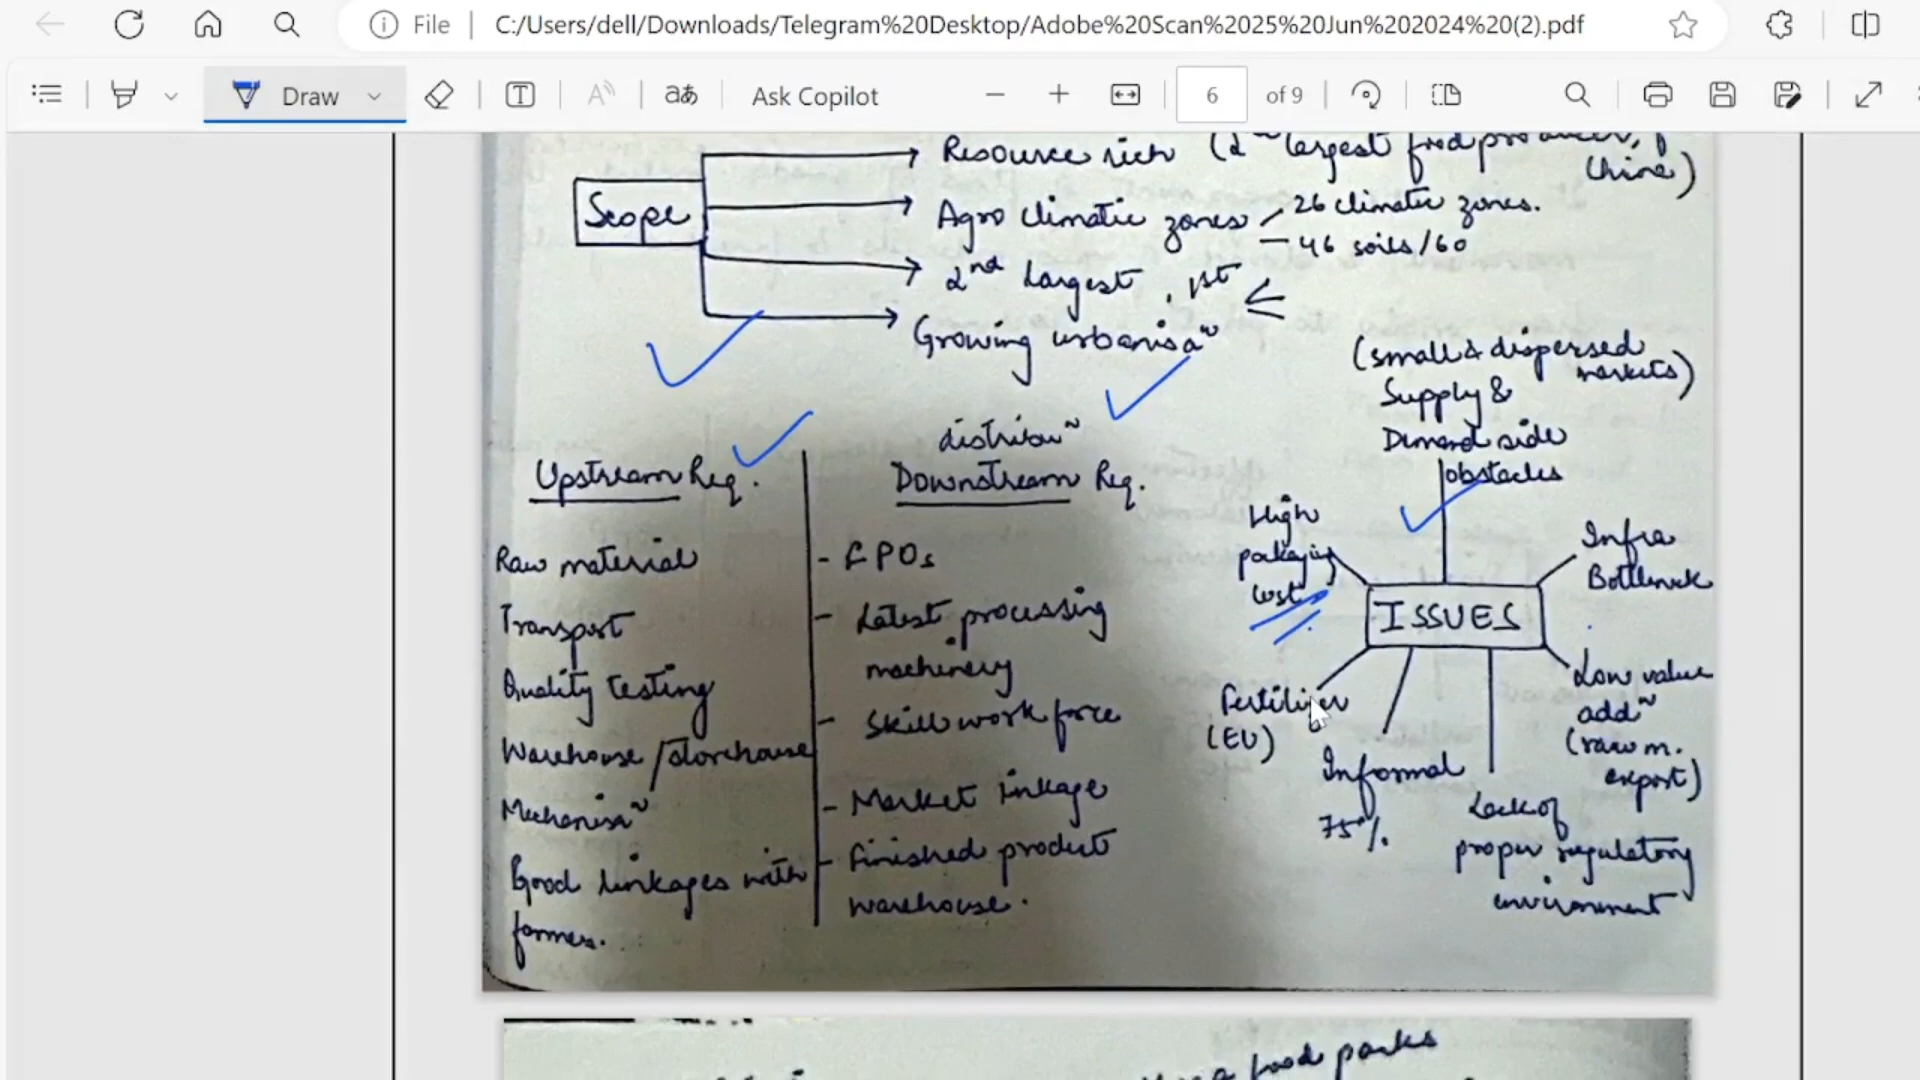 File
C:/Users/dell/Downloads/Telegram%20Desktop/Adobe%20Scan%2025%20Jun%202024%20(2).pdf
Draw
Ask Copilot
6 of 9
Resource rich (2nd largest food producer,
China)
Scope
Agro climatic zones
26 climatic zones.
46 soils/60
2nd largest, 1st
Growing urbanisaⁿ
(small & dispersed
markets)
Supply &
Demand side
obstacles
Upstream Req.
Raw material
Transport
Quality testing
Warehouse/storehouse
Mechanisaⁿ
Good linkages with
farmers.
distribuⁿ
Downstream Req.
- FPOs
- Latest processing
machinery
- Skill work force
- Market linkage
- Finished product
warehouse.
High
packaging
cost
Infra
Bottleneck
ISSUES
Fertiliser
(EU)
Informal
75%
Lack of
proper regulatory
environment
Low value
addⁿ
(raw m.
export)
food parks